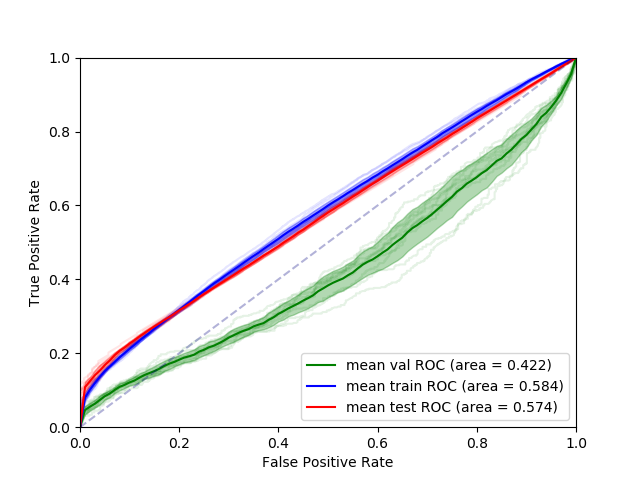 1.0
0.8
0.6
0.4
0.2
0.0
True Positive Rate
mean val ROC (area = 0.422)
mean train ROC (area = 0.584)
mean test ROC (area = 0.574)
0.0 0.2 0.4 0.6 0.8 1.0
False Positive Rate